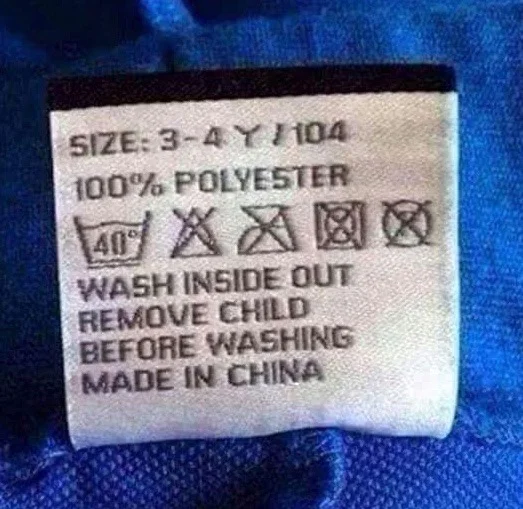 SIZE: 3-4 Y / 104
100% POLYESTER
40°
WASH INSIDE OUT
REMOVE CHILD
BEFORE WASHING
MADE IN CHINA